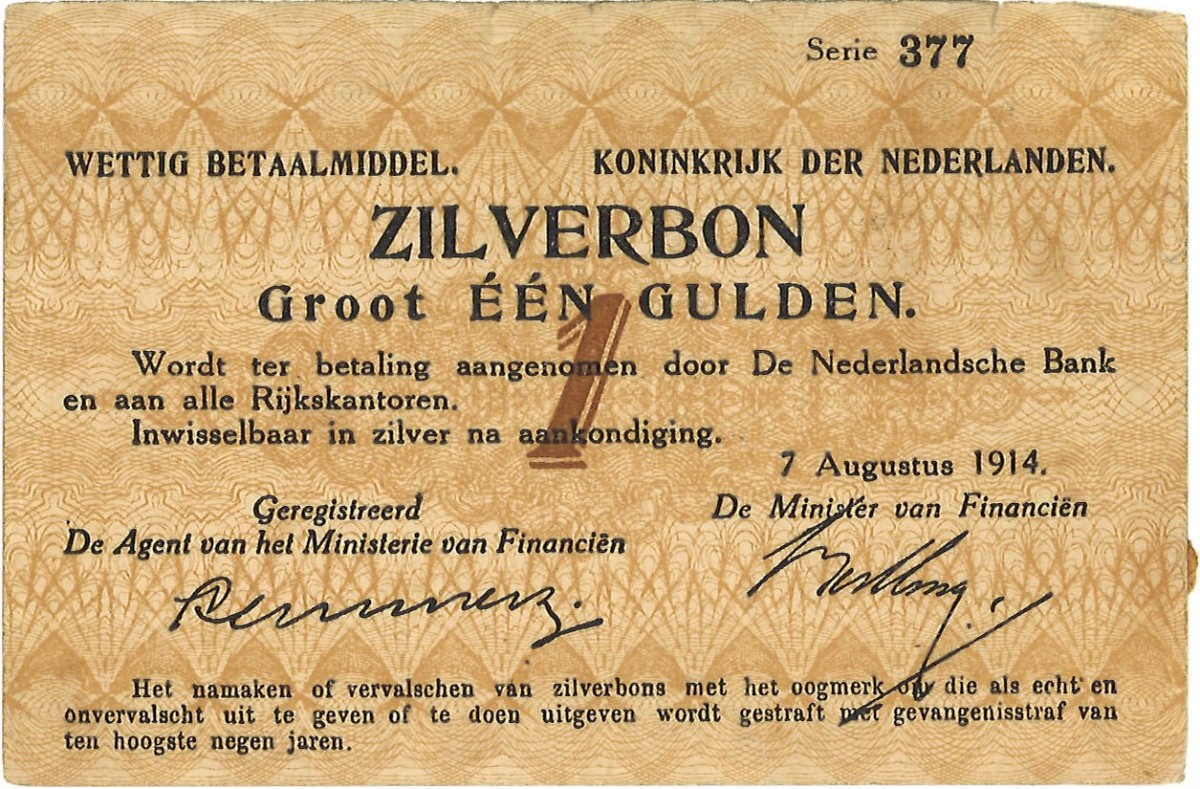 Serie 377
WETTIG BETAALMIDDEL. KONINKRIJK DER NEDERLANDEN.
ZILVERBON
Groot ÉÉN GULDEN.
1
Wordt ter betaling aangenomen door De Nederlandsche Bank
en aan alle Rijkskantoren.
Inwisselbaar in zilver na aankondiging.
7 Augustus 1914.
Geregistreerd
De Agent van het Ministerie van Financiën
De Minister van Financiën
Het namaken of vervalschen van zilverbons met het oogmerk om die als echt en
onvervalscht uit te geven of te doen uitgeven wordt gestraft met gevangenisstraf van
ten hoogste negen jaren.